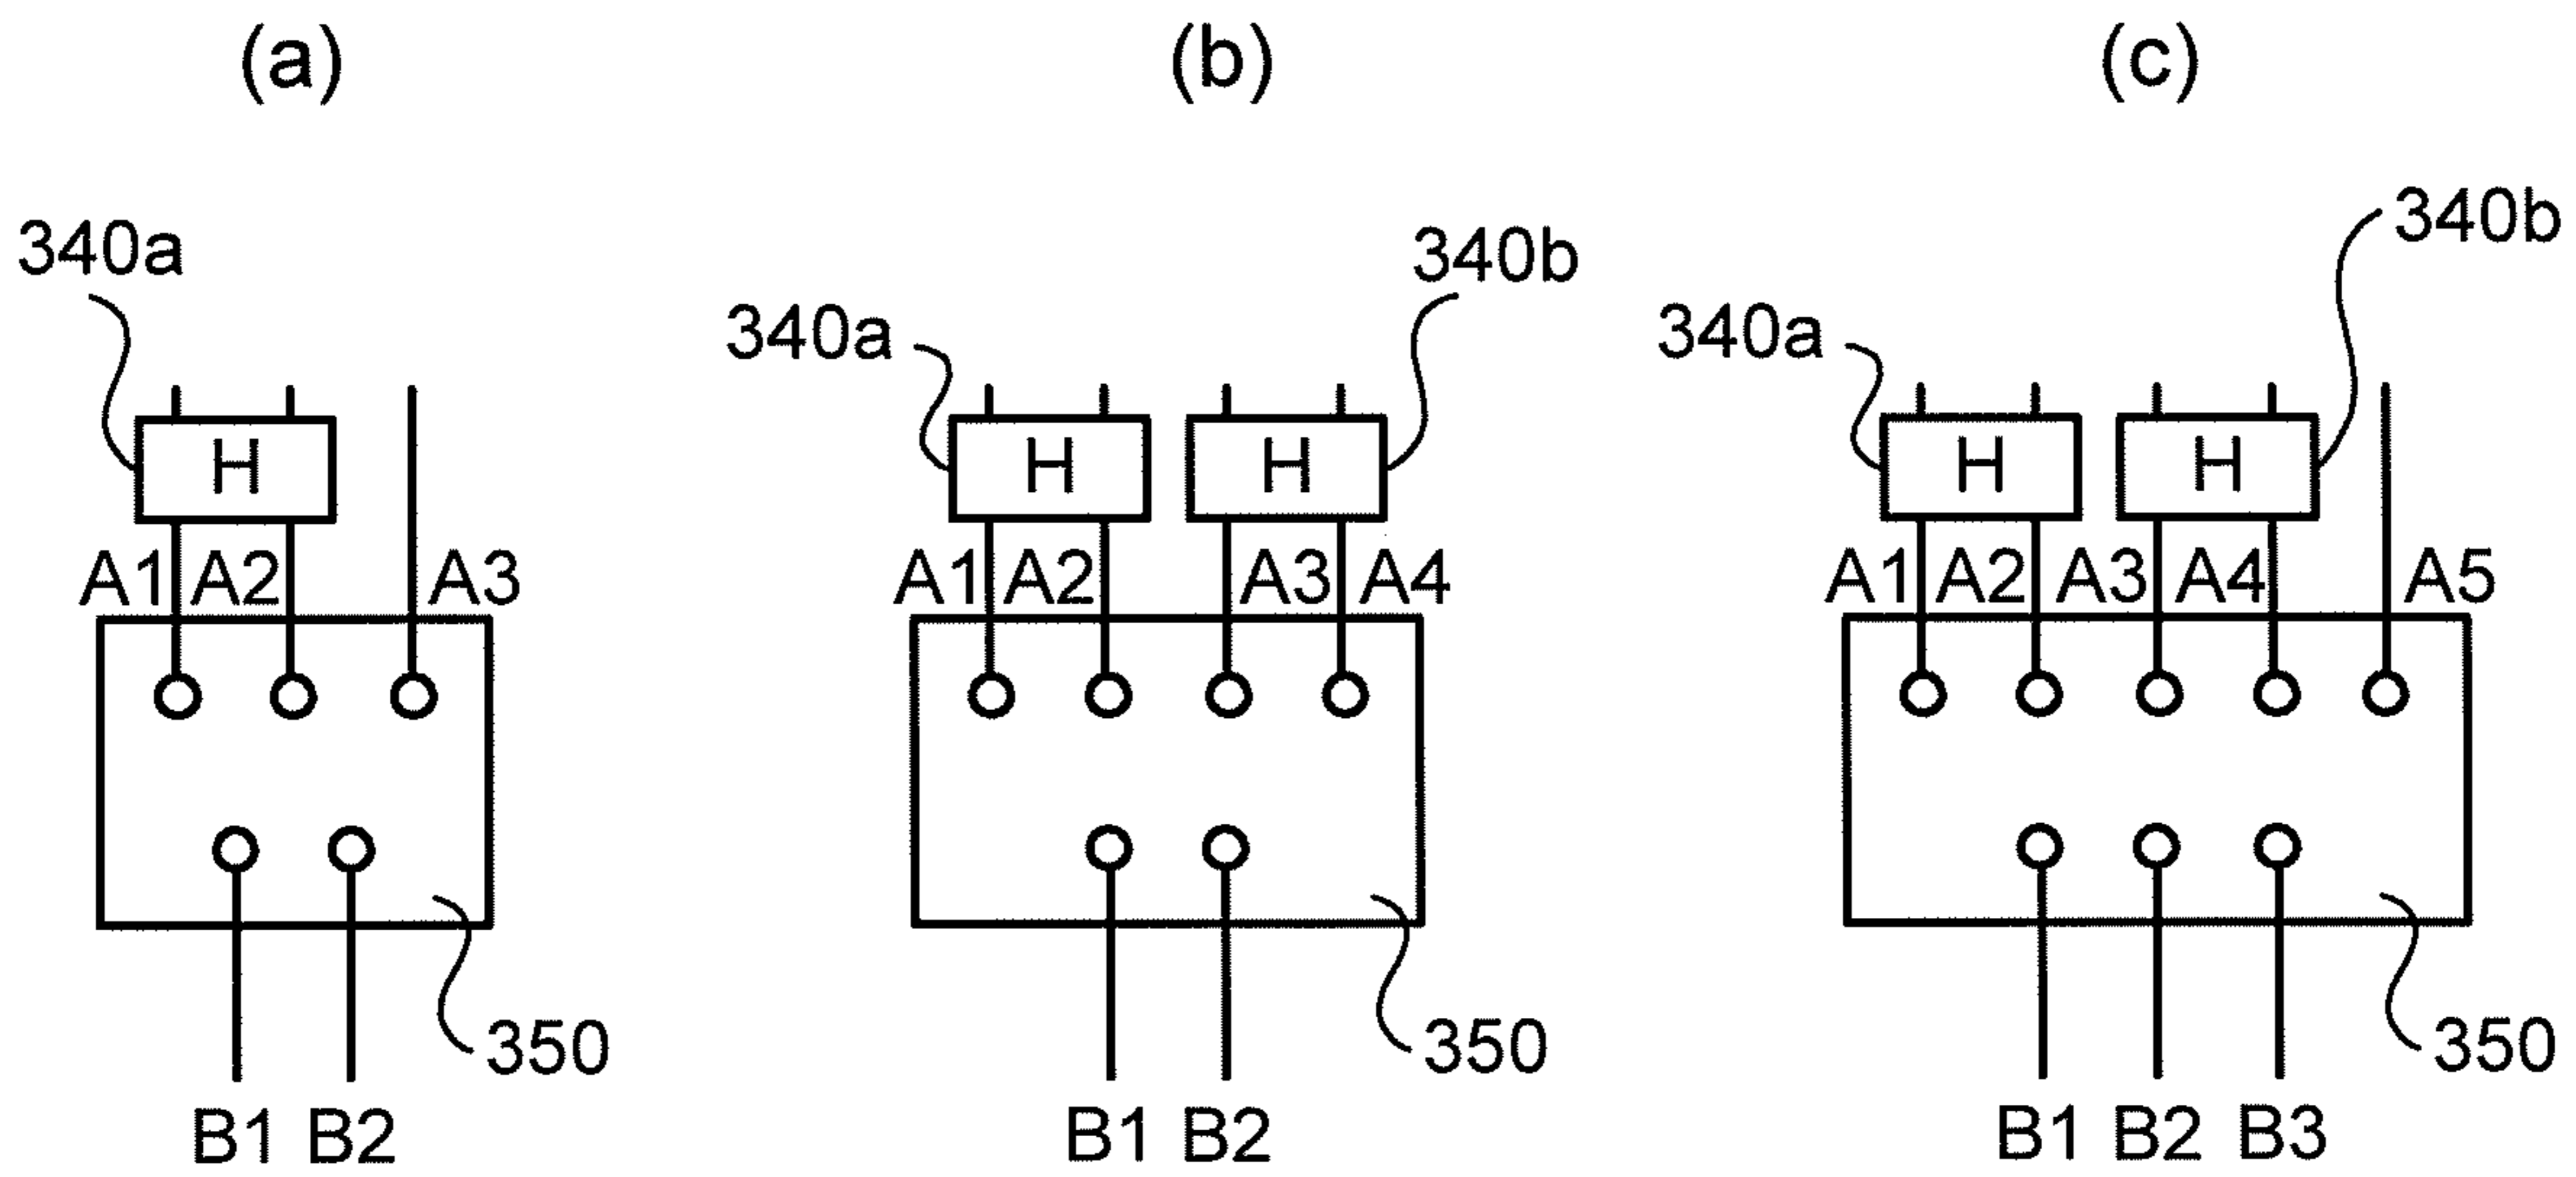 (a) (b) (c)
340a 340b 340b
340a 340a
H H H H H
A1 A2 A3 A1 A2 A3 A4 A1 A2 A3 A4 A5
350 350 350
B1 B2 B1 B2 B1 B2 B3